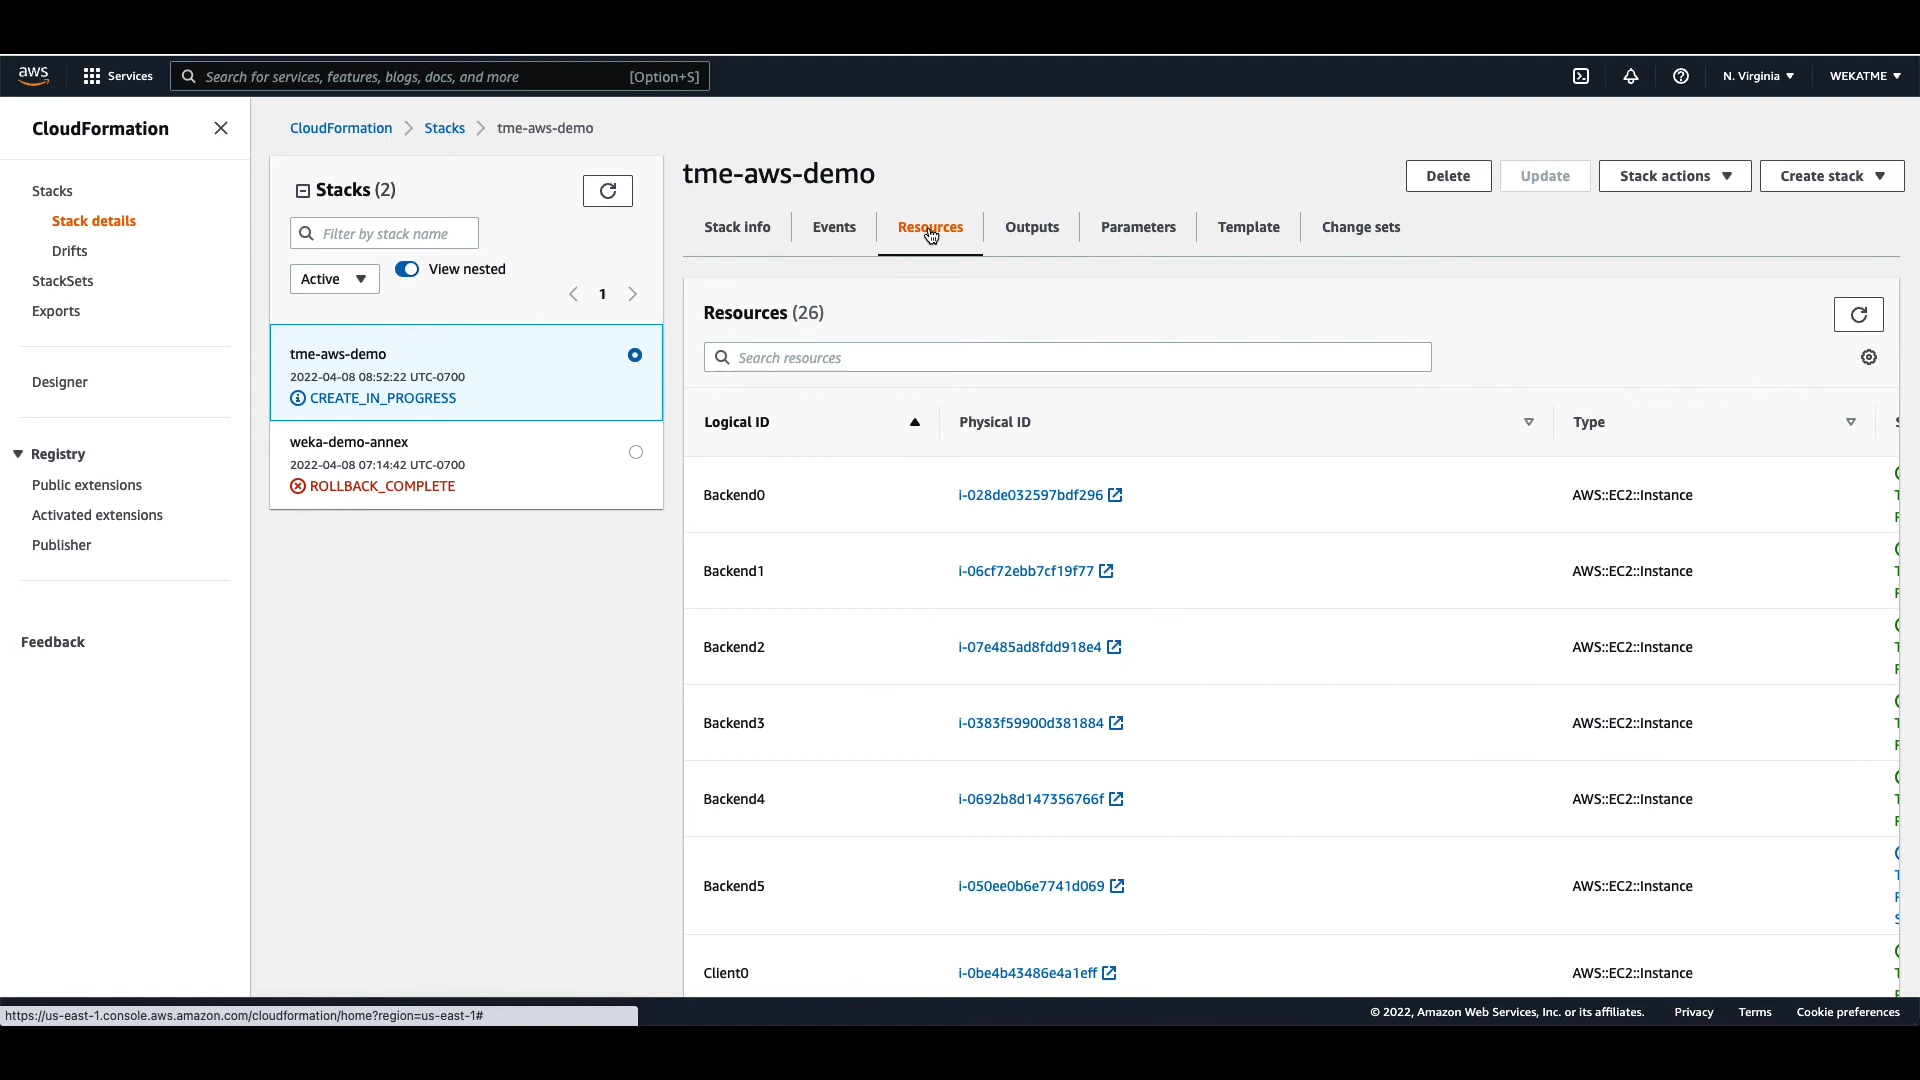 aws
Services
Search for services, features, blogs, docs, and more [Option+S]
N. Virginia
WEKATME
CloudFormation
Stacks
Stack details
Drifts
StackSets
Exports
Designer
Registry
Public extensions
Activated extensions
Publisher
Feedback
CloudFormation Stacks tme-aws-demo
Stacks (2)
Filter by stack name
Active
View nested
1
tme-aws-demo
2022-04-08 08:52:22 UTC-0700
CREATE_IN_PROGRESS
weka-demo-annex
2022-04-08 07:14:42 UTC-0700
ROLLBACK_COMPLETE
tme-aws-demo
Delete
Update
Stack actions
Create stack
Stack info Events Resources Outputs Parameters Template Change sets
Resources (26)
Search resources
Logical ID Physical ID Type
Backend0 i-028de032597bdf296 AWS::EC2::Instance
Backend1 i-06cf72ebb7cf19f77 AWS::EC2::Instance
Backend2 i-07e485ad8fdd918e4 AWS::EC2::Instance
Backend3 i-0383f59900d381884 AWS::EC2::Instance
Backend4 i-0692b8d147356766f AWS::EC2::Instance
Backend5 i-050ee0b6e7741d069 AWS::EC2::Instance
Client0 i-0be4b43486e4a1eff AWS::EC2::Instance
https://us-east-1.console.aws.amazon.com/cloudformation/home?region=us-east-1#
© 2022, Amazon Web Services, Inc. or its affiliates. Privacy Terms Cookie preferences